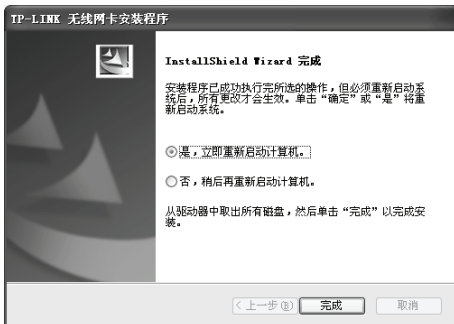 TP-LINK 无线网卡安装程序
InstallShield Wizard 完成
安装程序已成功执行完所选的操作，但必须重新启动系
统后，所有更改才会生效。单击“确定”或“是”将重
新启动系统。
是，立即重新启动计算机。
否，稍后再重新启动计算机。
从驱动器中取出所有磁盘，然后单击“完成”以完成安
装。
<上一步(B) 完成 取消